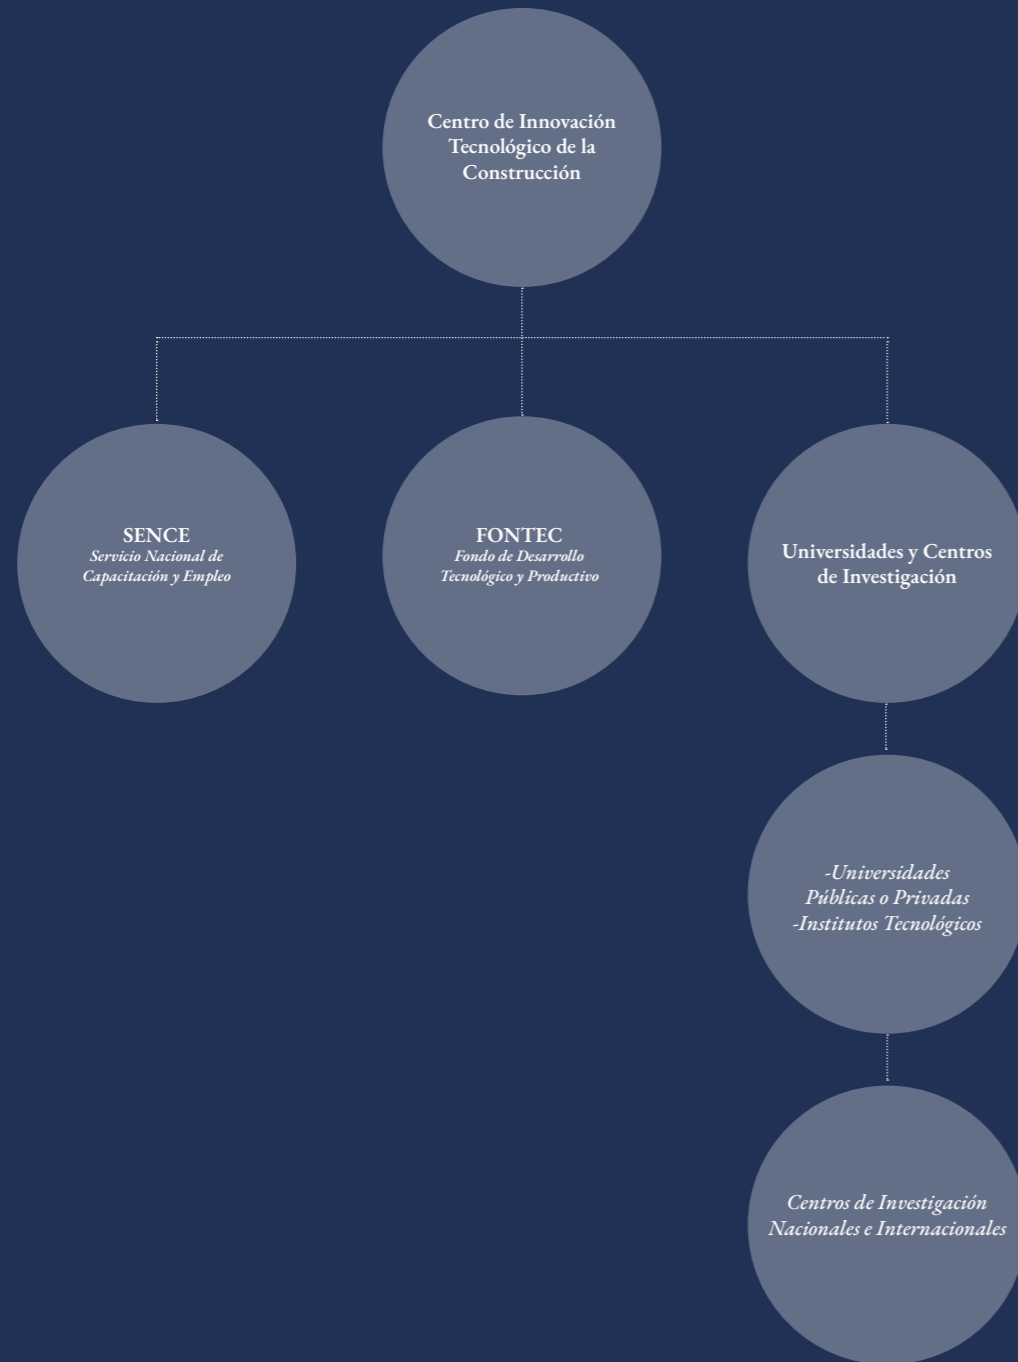 Centro de Innovación
Tecnológico de la
Construcción
SENCE
Servicio Nacional de
Capacitación y Empleo
FONTEC
Fondo de Desarrollo
Tecnológico y Productivo
Universidades y Centros
de Investigación
-Universidades
Públicas o Privadas
-Institutos Tecnológicos
Centros de Investigación
Nacionales e Internacionales